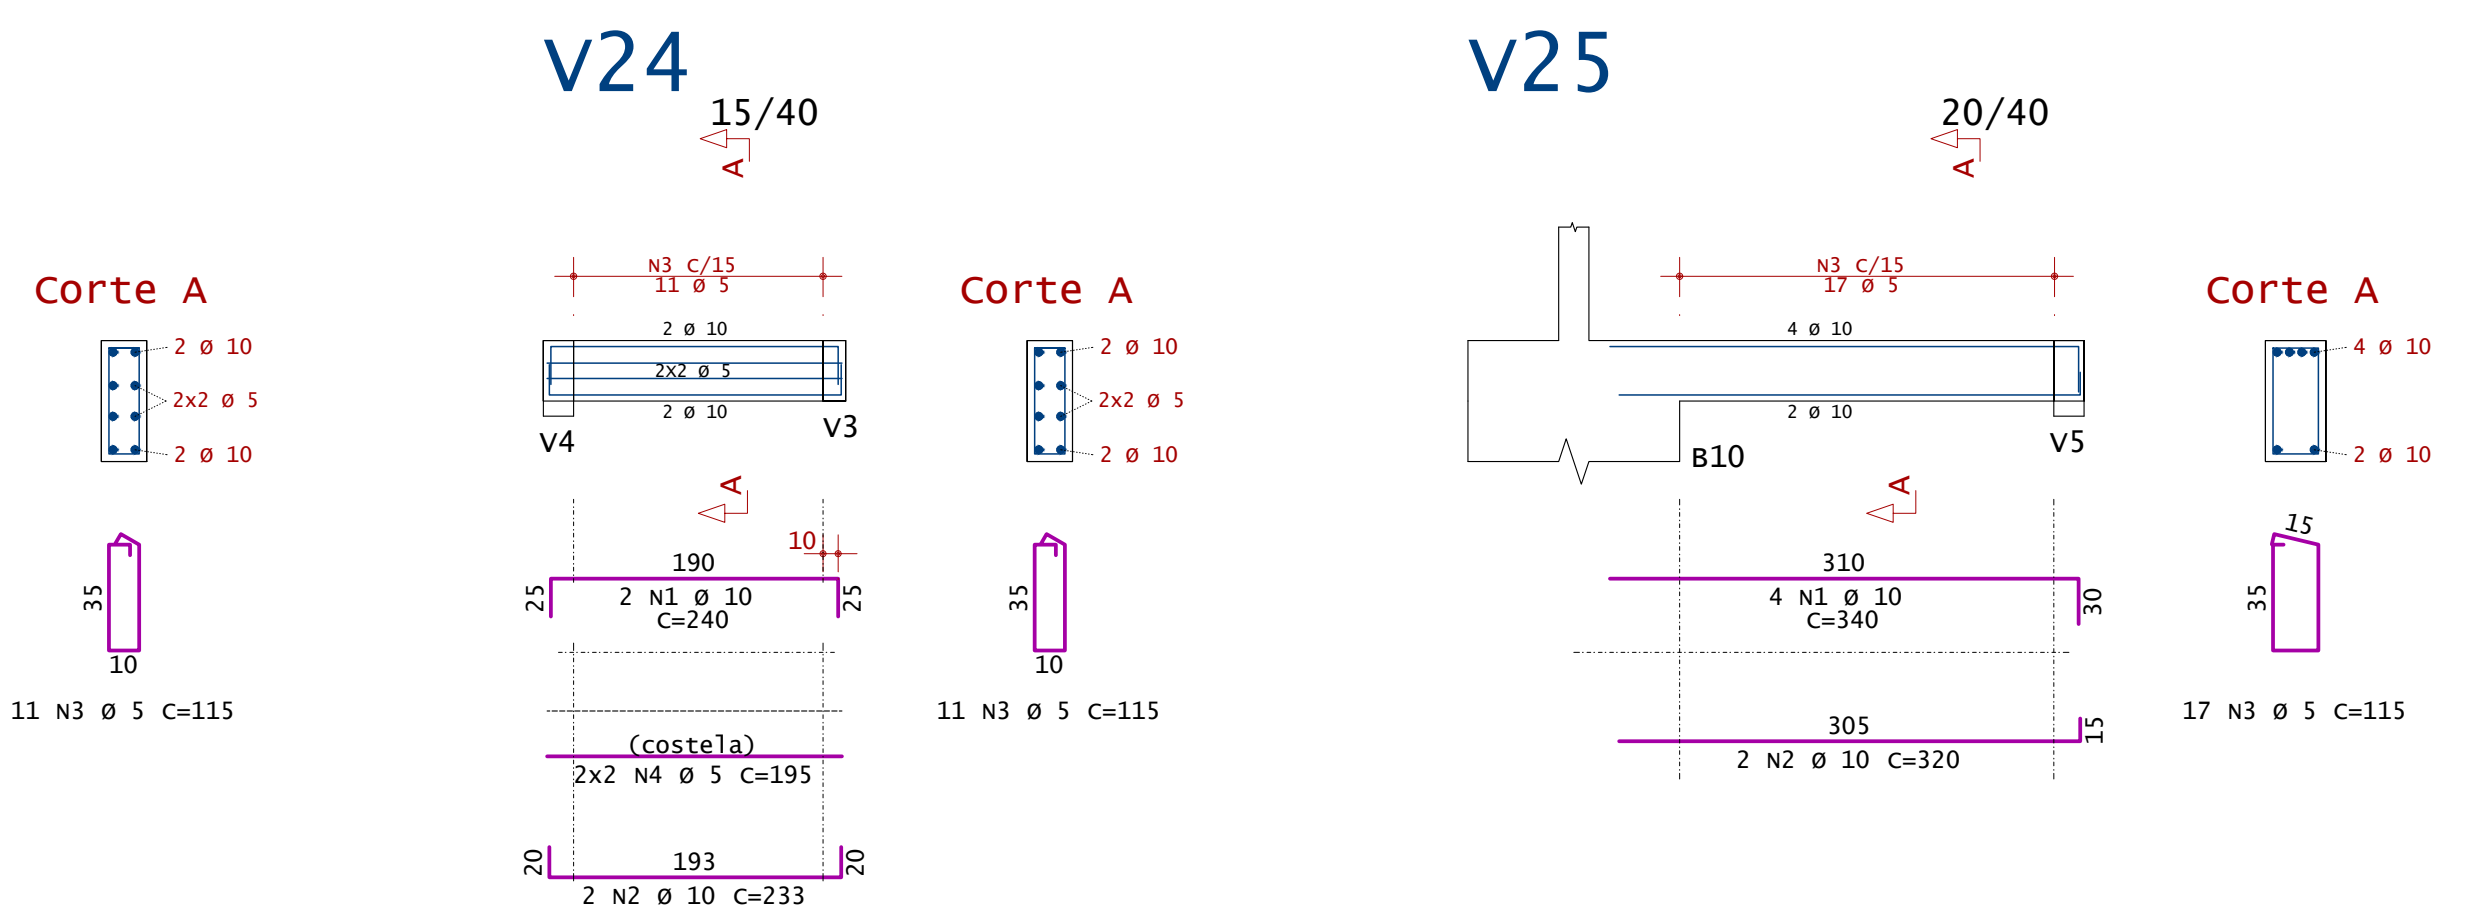 V24
15/40
A
N3 C/15
11 Ø 5
Corte A
2 Ø 10
2x2 Ø 5
2 Ø 10
35
10
11 N3 Ø 5 C=115
2 Ø 10
2X2 Ø 5
2 Ø 10
V4
V3
A
10
190
25
25
2 N1 Ø 10
C=240
(costela)
2x2 N4 Ø 5 C=195
20
193
20
2 N2 Ø 10 C=233
Corte A
2 Ø 10
2x2 Ø 5
2 Ø 10
35
10
11 N3 Ø 5 C=115
V25
20/40
A
N3 C/15
17 Ø 5
4 Ø 10
2 Ø 10
B10
V5
A
310
4 N1 Ø 10
C=340
30
305
15
2 N2 Ø 10 C=320
Corte A
4 Ø 10
2 Ø 10
15
35
17 N3 Ø 5 C=115